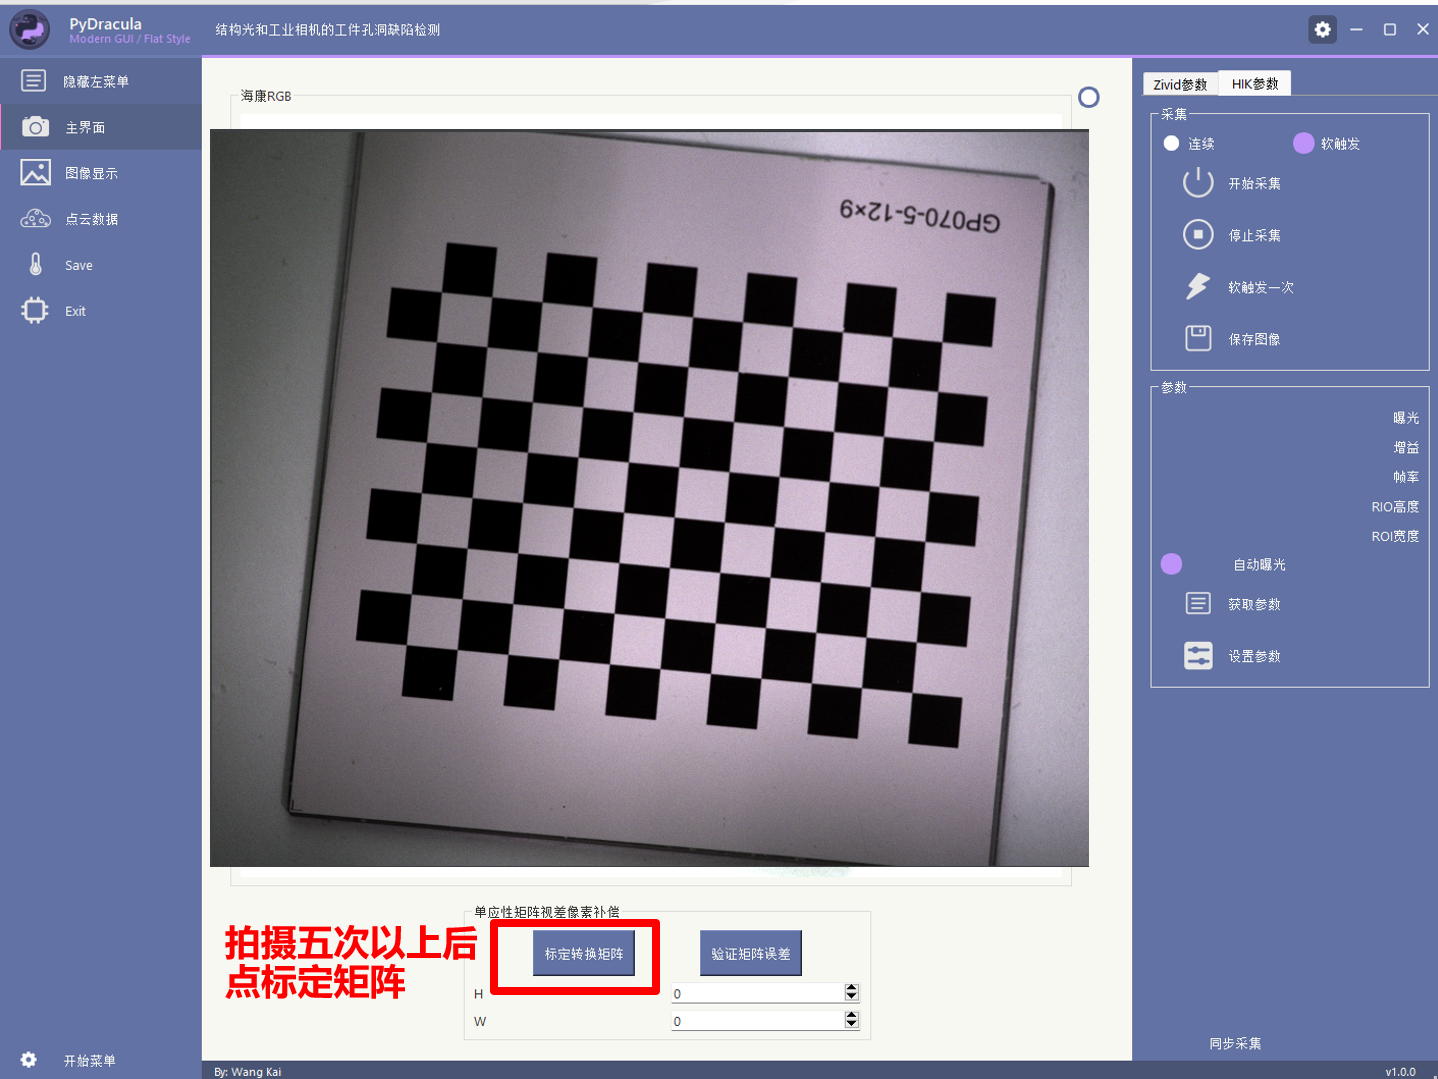 PyDracula
Modern GUI / Flat Style
结构光和工业相机的工件孔洞缺陷检测
隐藏左菜单
主界面
图像显示
点云数据
Save
Exit
开始菜单
海康RGB
GP070-5-12×9
单应性矩阵视差像素补偿
拍摄五次以上后
点标定矩阵
标定转换矩阵
验证矩阵误差
H
0
W
0
Zivid参数
HIK参数
采集
连续
软触发
开始采集
停止采集
软触发一次
保存图像
参数
曝光
增益
帧率
RIO高度
ROI宽度
自动曝光
获取参数
设置参数
同步采集
By: Wang Kai
v1.0.0